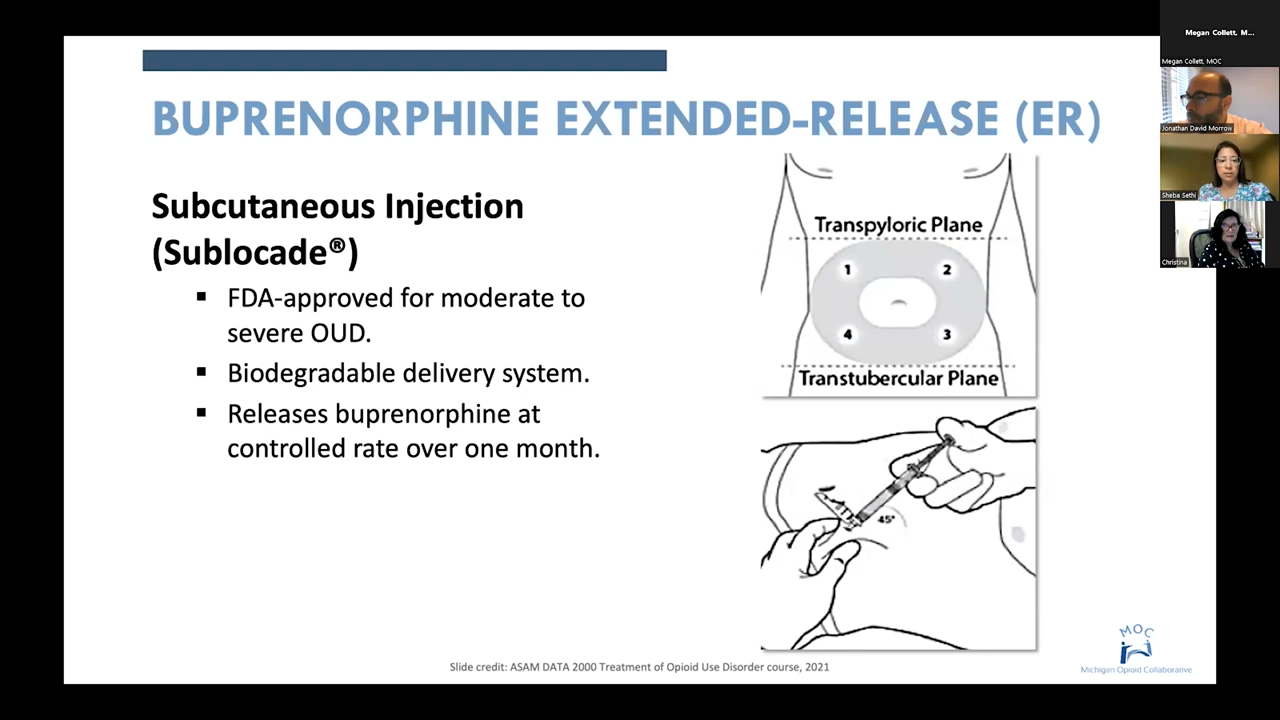 Megan Collett, M...
Megan Collett, MOC
Jonathan David Morrow
Sheba Sethi
Christina
BUPRENORPHINE EXTENDED-RELEASE (ER)
Subcutaneous Injection
(Sublocade®)
▪ FDA-approved for moderate to
severe OUD.
▪ Biodegradable delivery system.
▪ Releases buprenorphine at
controlled rate over one month.
Transpyloric Plane
1 2
4 3
Transtubercular Plane
45°
Slide credit: ASAM DATA 2000 Treatment of Opioid Use Disorder course, 2021
MOC
Michigan Opioid Collaborative